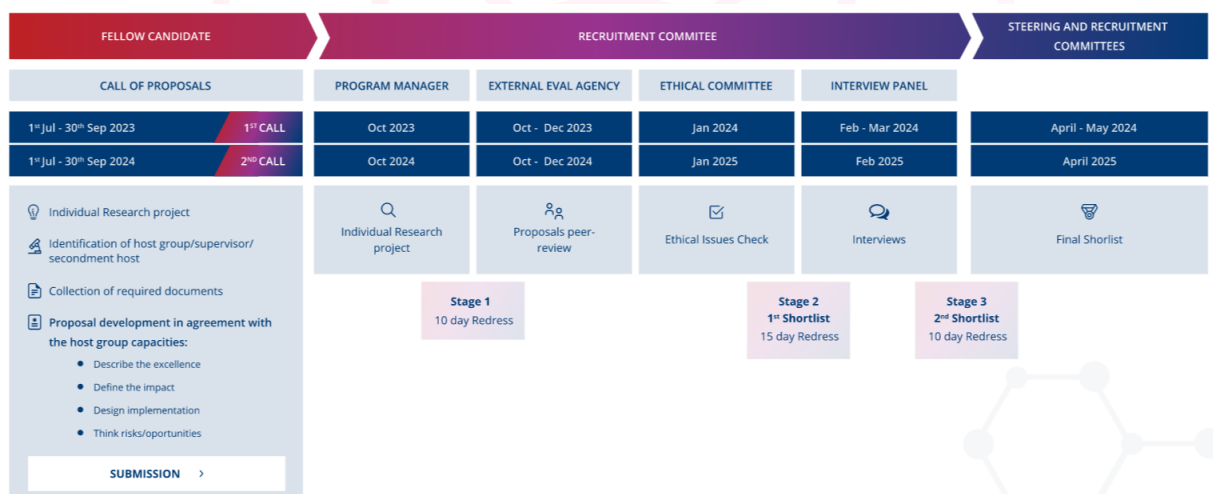 FELLOW CANDIDATE
RECRUITMENT COMMITEE
STEERING AND RECRUITMENT
COMMITTEES
CALL OF PROPOSALS
PROGRAM MANAGER
EXTERNAL EVAL AGENCY
ETHICAL COMMITTEE
INTERVIEW PANEL
1st Jul - 30th Sep 2023
1ST CALL
Oct 2023
Oct - Dec 2023
Jan 2024
Feb - Mar 2024
April - May 2024
1st Jul - 30th Sep 2024
2ND CALL
Oct 2024
Oct - Dec 2024
Jan 2025
Feb 2025
April 2025
Individual Research project
Identification of host group/supervisor/
secondment host
Collection of required documents
Proposal development in agreement with
the host group capacities:
Describe the excellence
Define the impact
Design implementation
Think risks/oportunities
SUBMISSION >
Individual Research
project
Proposals peer-
review
Ethical Issues Check
Interviews
Final Shorlist
Stage 1
10 day Redress
Stage 2
1st Shortlist
15 day Redress
Stage 3
2nd Shortlist
10 day Redress